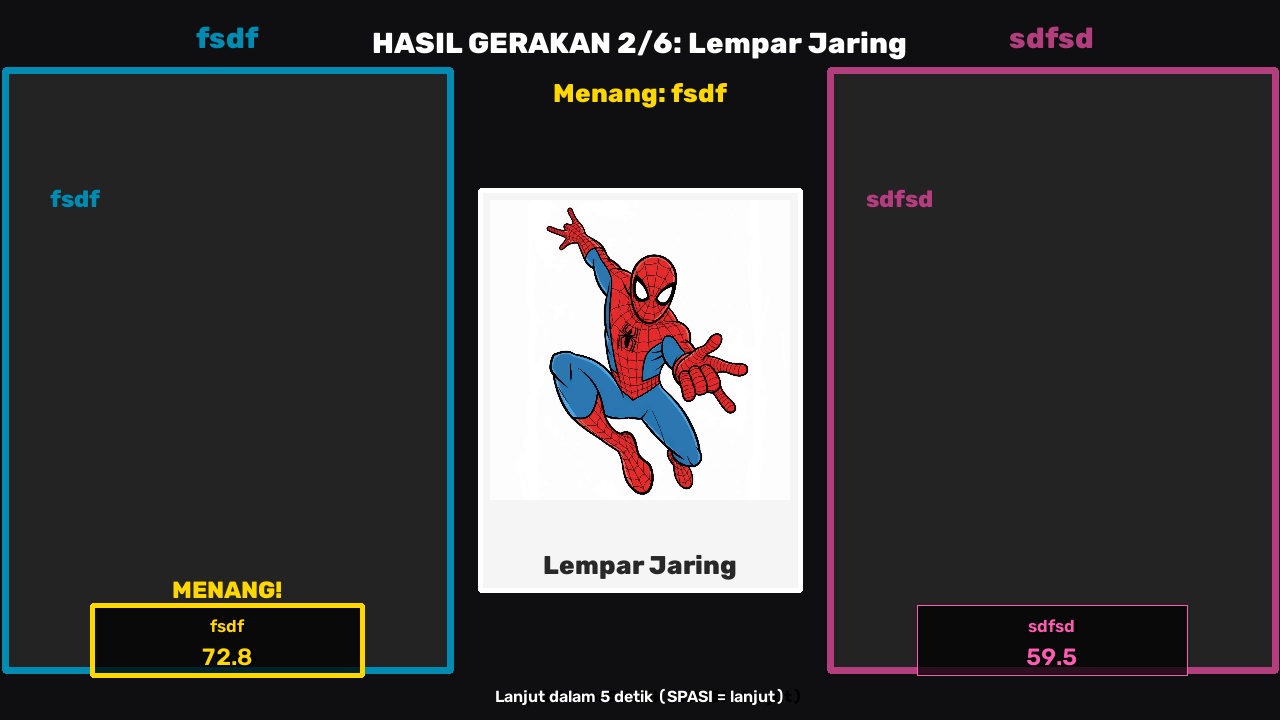 fsdf
HASIL GERAKAN 2/6: Lempar Jaring
sdfsd
Menang: fsdf
fsdf
sdfsd
Lempar Jaring
MENANG!
fsdf
72.8
sdfsd
59.5
Lanjut dalam 5 detik (SPASI = lanjut)